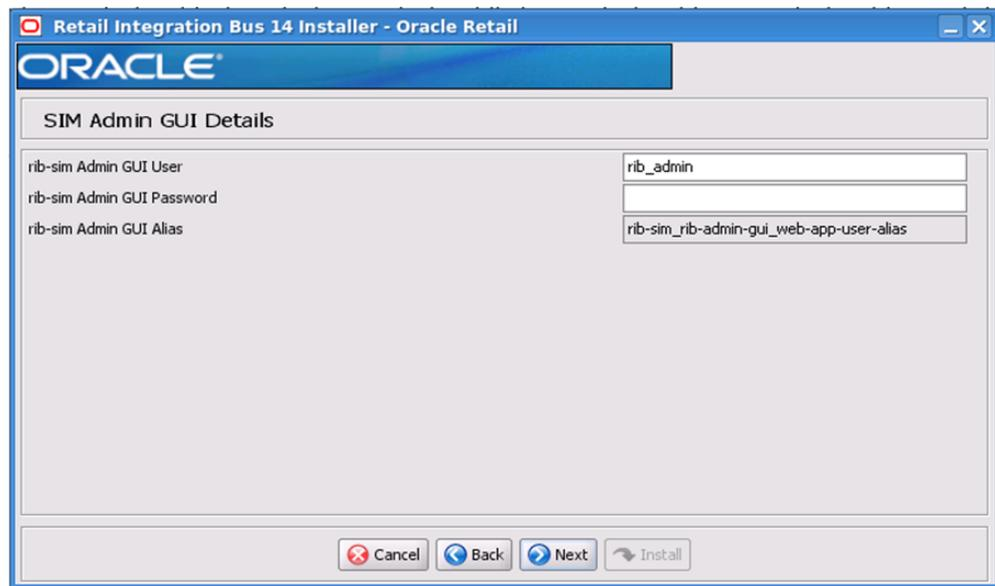 Retail Integration Bus 14 Installer - Oracle Retail
ORACLE®
SIM Admin GUI Details
rib-sim Admin GUI User rib_admin
rib-sim Admin GUI Password
rib-sim Admin GUI Alias rib-sim_rib-admin-gui_web-app-user-alias
Cancel Back Next Install